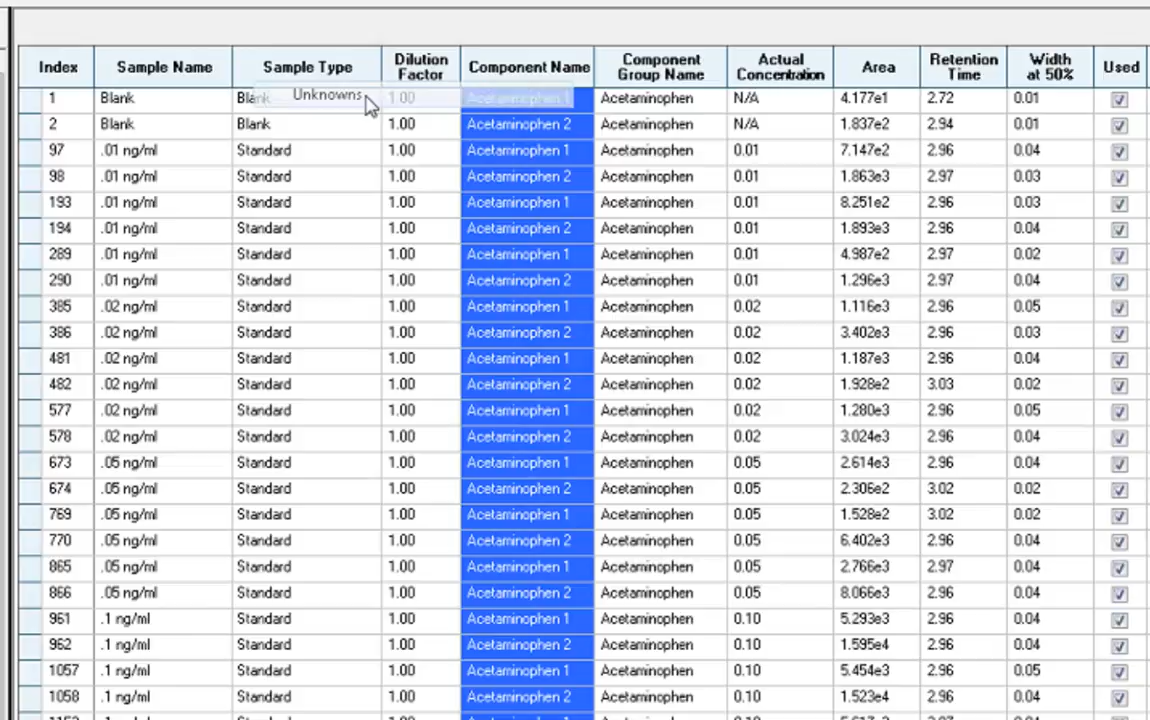 Index Sample Name Sample Type Dilution Factor Component Name Component Group Name Actual Concentration Area Retention Time Width at 50% Used
Unknowns
1 Blank Blank 1.00 Acetaminophen 1 Acetaminophen N/A 4.177e1 2.72 0.01
2 Blank Blank 1.00 Acetaminophen 2 Acetaminophen N/A 1.837e2 2.94 0.01
97 .01 ng/ml Standard 1.00 Acetaminophen 1 Acetaminophen 0.01 7.147e2 2.96 0.04
98 .01 ng/ml Standard 1.00 Acetaminophen 2 Acetaminophen 0.01 1.863e3 2.97 0.03
193 .01 ng/ml Standard 1.00 Acetaminophen 1 Acetaminophen 0.01 8.251e2 2.96 0.03
194 .01 ng/ml Standard 1.00 Acetaminophen 2 Acetaminophen 0.01 1.893e3 2.96 0.04
289 .01 ng/ml Standard 1.00 Acetaminophen 1 Acetaminophen 0.01 4.987e2 2.97 0.02
290 .01 ng/ml Standard 1.00 Acetaminophen 2 Acetaminophen 0.01 1.296e3 2.97 0.04
385 .02 ng/ml Standard 1.00 Acetaminophen 1 Acetaminophen 0.02 1.116e3 2.96 0.05
386 .02 ng/ml Standard 1.00 Acetaminophen 2 Acetaminophen 0.02 3.402e3 2.96 0.03
481 .02 ng/ml Standard 1.00 Acetaminophen 1 Acetaminophen 0.02 1.187e3 2.96 0.04
482 .02 ng/ml Standard 1.00 Acetaminophen 2 Acetaminophen 0.02 1.928e2 3.03 0.02
577 .02 ng/ml Standard 1.00 Acetaminophen 1 Acetaminophen 0.02 1.280e3 2.96 0.05
578 .02 ng/ml Standard 1.00 Acetaminophen 2 Acetaminophen 0.02 3.024e3 2.96 0.04
673 .05 ng/ml Standard 1.00 Acetaminophen 1 Acetaminophen 0.05 2.614e3 2.96 0.04
674 .05 ng/ml Standard 1.00 Acetaminophen 2 Acetaminophen 0.05 2.306e2 3.02 0.02
769 .05 ng/ml Standard 1.00 Acetaminophen 1 Acetaminophen 0.05 1.528e2 3.02 0.02
770 .05 ng/ml Standard 1.00 Acetaminophen 2 Acetaminophen 0.05 6.402e3 2.96 0.04
865 .05 ng/ml Standard 1.00 Acetaminophen 1 Acetaminophen 0.05 2.766e3 2.97 0.04
866 .05 ng/ml Standard 1.00 Acetaminophen 2 Acetaminophen 0.05 8.066e3 2.96 0.04
961 .1 ng/ml Standard 1.00 Acetaminophen 1 Acetaminophen 0.10 5.293e3 2.96 0.04
962 .1 ng/ml Standard 1.00 Acetaminophen 2 Acetaminophen 0.10 1.595e4 2.96 0.04
1057 .1 ng/ml Standard 1.00 Acetaminophen 1 Acetaminophen 0.10 5.454e3 2.96 0.05
1058 .1 ng/ml Standard 1.00 Acetaminophen 2 Acetaminophen 0.10 1.523e4 2.96 0.04